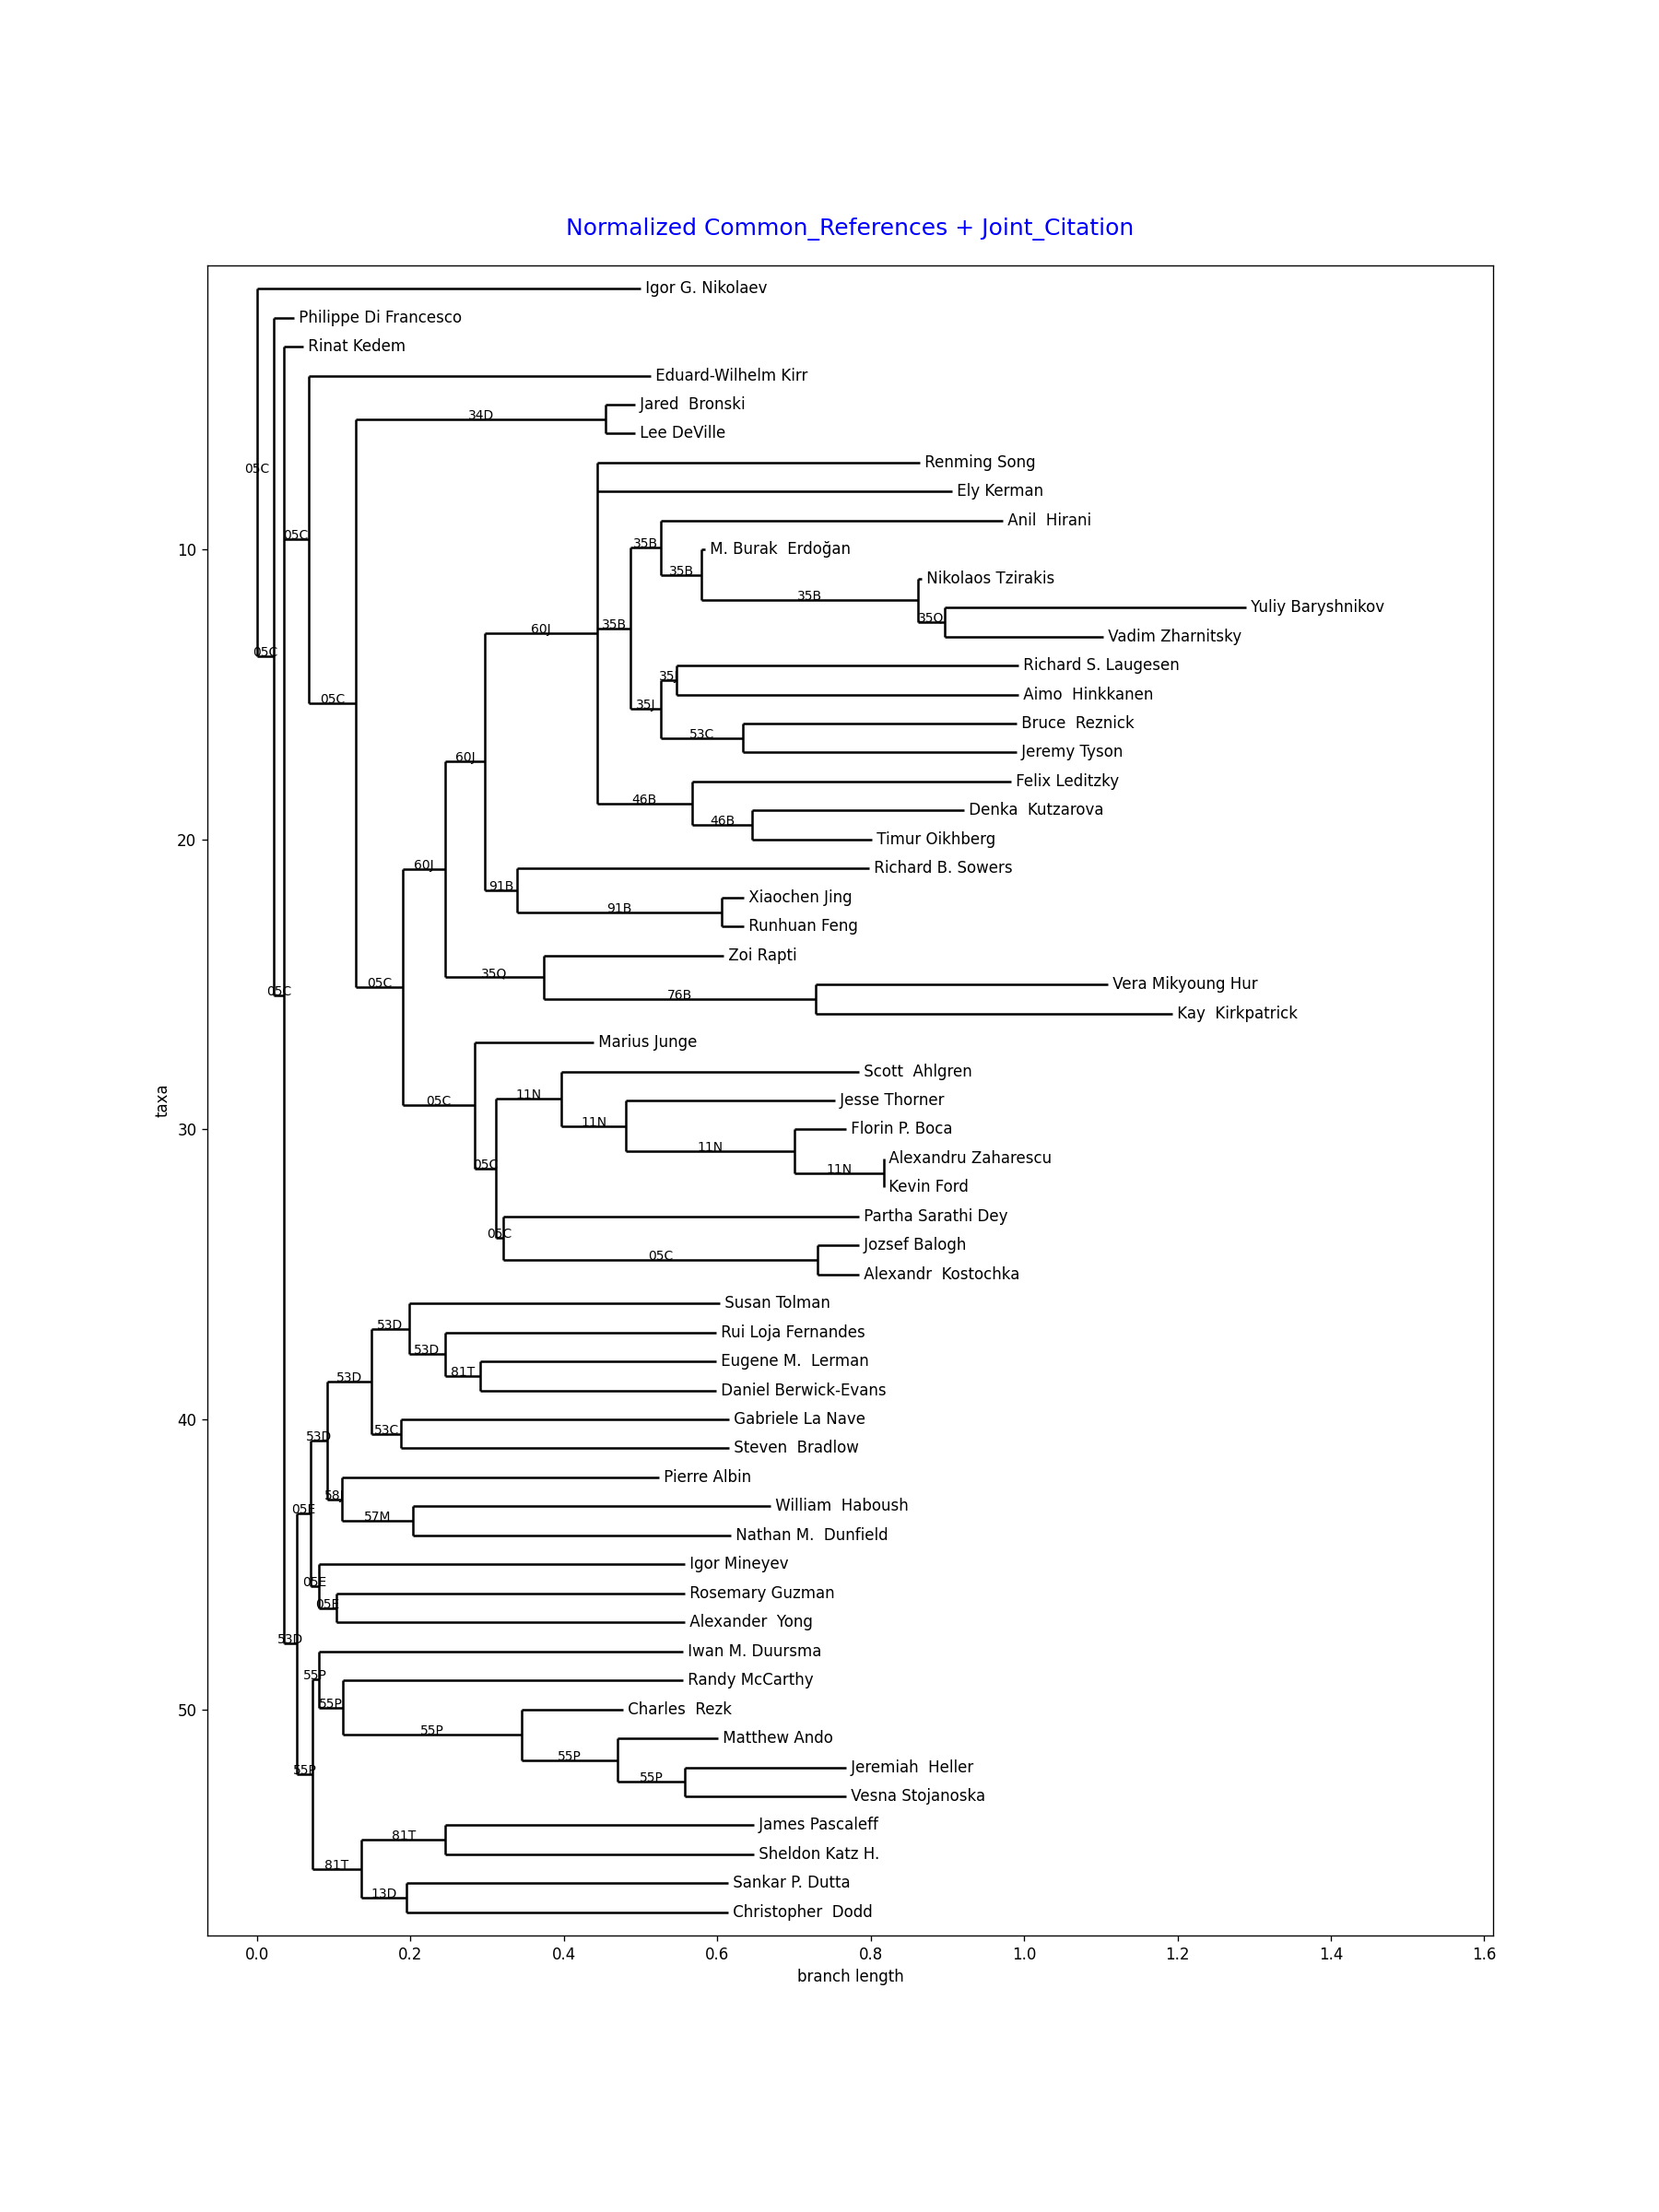 Normalized Common_References + Joint_Citation
Igor G. Nikolaev
Philippe Di Francesco
Rinat Kedem
Eduard-Wilhelm Kirr
Jared  Bronski
34D
Lee DeVille
Renming Song
05C
Ely Kerman
Anil  Hirani
05C
35B
10
M. Burak  Erdoğan
35B
Nikolaos Tzirakis
35B
Yuliy Baryshnikov
35Q
60J
35B
Vadim Zharnitsky
05C
Richard S. Laugesen
35J
Aimo  Hinkkanen
05C
35J
Bruce  Reznick
53C
Jeremy Tyson
60J
Felix Leditzky
46B
Denka  Kutzarova
46B
20
Timur Oikhberg
60J
Richard B. Sowers
91B
Xiaochen Jing
91B
Runhuan Feng
Zoi Rapti
35Q
05C
Vera Mikyoung Hur
05C
76B
Kay  Kirkpatrick
Marius Junge
Scott  Ahlgren
11N
05C
Jesse Thorner
taxa
11N
30
Florin P. Boca
11N
Alexandru Zaharescu
05C
11N
Kevin Ford
Partha Sarathi Dey
05C
Jozsef Balogh
05C
Alexandr  Kostochka
Susan Tolman
53D
Rui Loja Fernandes
53D
Eugene M.  Lerman
81T
53D
Daniel Berwick-Evans
40
Gabriele La Nave
53C
53D
Steven  Bradlow
Pierre Albin
58J
William  Haboush
05E
57M
Nathan M.  Dunfield
Igor Mineyev
05E
Rosemary Guzman
05E
Alexander  Yong
53D
Iwan M. Duursma
55P
Randy McCarthy
55P
50
Charles  Rezk
55P
Matthew Ando
55P
Jeremiah  Heller
55P
55P
Vesna Stojanoska
James Pascaleff
81T
Sheldon Katz H.
81T
Sankar P. Dutta
13D
Christopher  Dodd
0.0 0.2 0.4 0.6 0.8 1.0 1.2 1.4 1.6
branch length